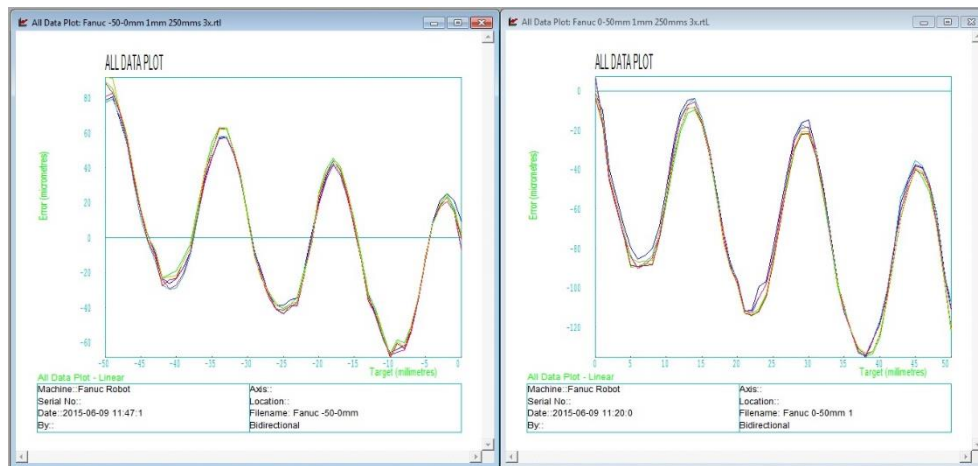 All Data Plot: Fanuc -50-0mm 1mm 250mms 3x.rtl
ALL DATA PLOT
80
60
40
20
0
-20
-40
-60
Error (micrometres)
-50 -45 -40 -35 -30 -25 -20 -15 -10 -5 0
Target (millimetres)
All Data Plot - Linear
Machine::Fanuc Robot Axis::
Serial No:: Location::
Date::2015-06-09 11:47:1 Filename: Fanuc -50-0mm
By:: Bidirectional
All Data Plot: Fanuc 0-50mm 1mm 250mms 3x.rtL
ALL DATA PLOT
0
-20
-40
-60
-80
-100
-120
Error (micrometres)
0 5 10 15 20 25 30 35 40 45 50
Target (millimetres)
All Data Plot - Linear
Machine::Fanuc Robot Axis::
Serial No:: Location::
Date::2015-06-09 11:20:0 Filename: Fanuc 0-50mm 1
By:: Bidirectional